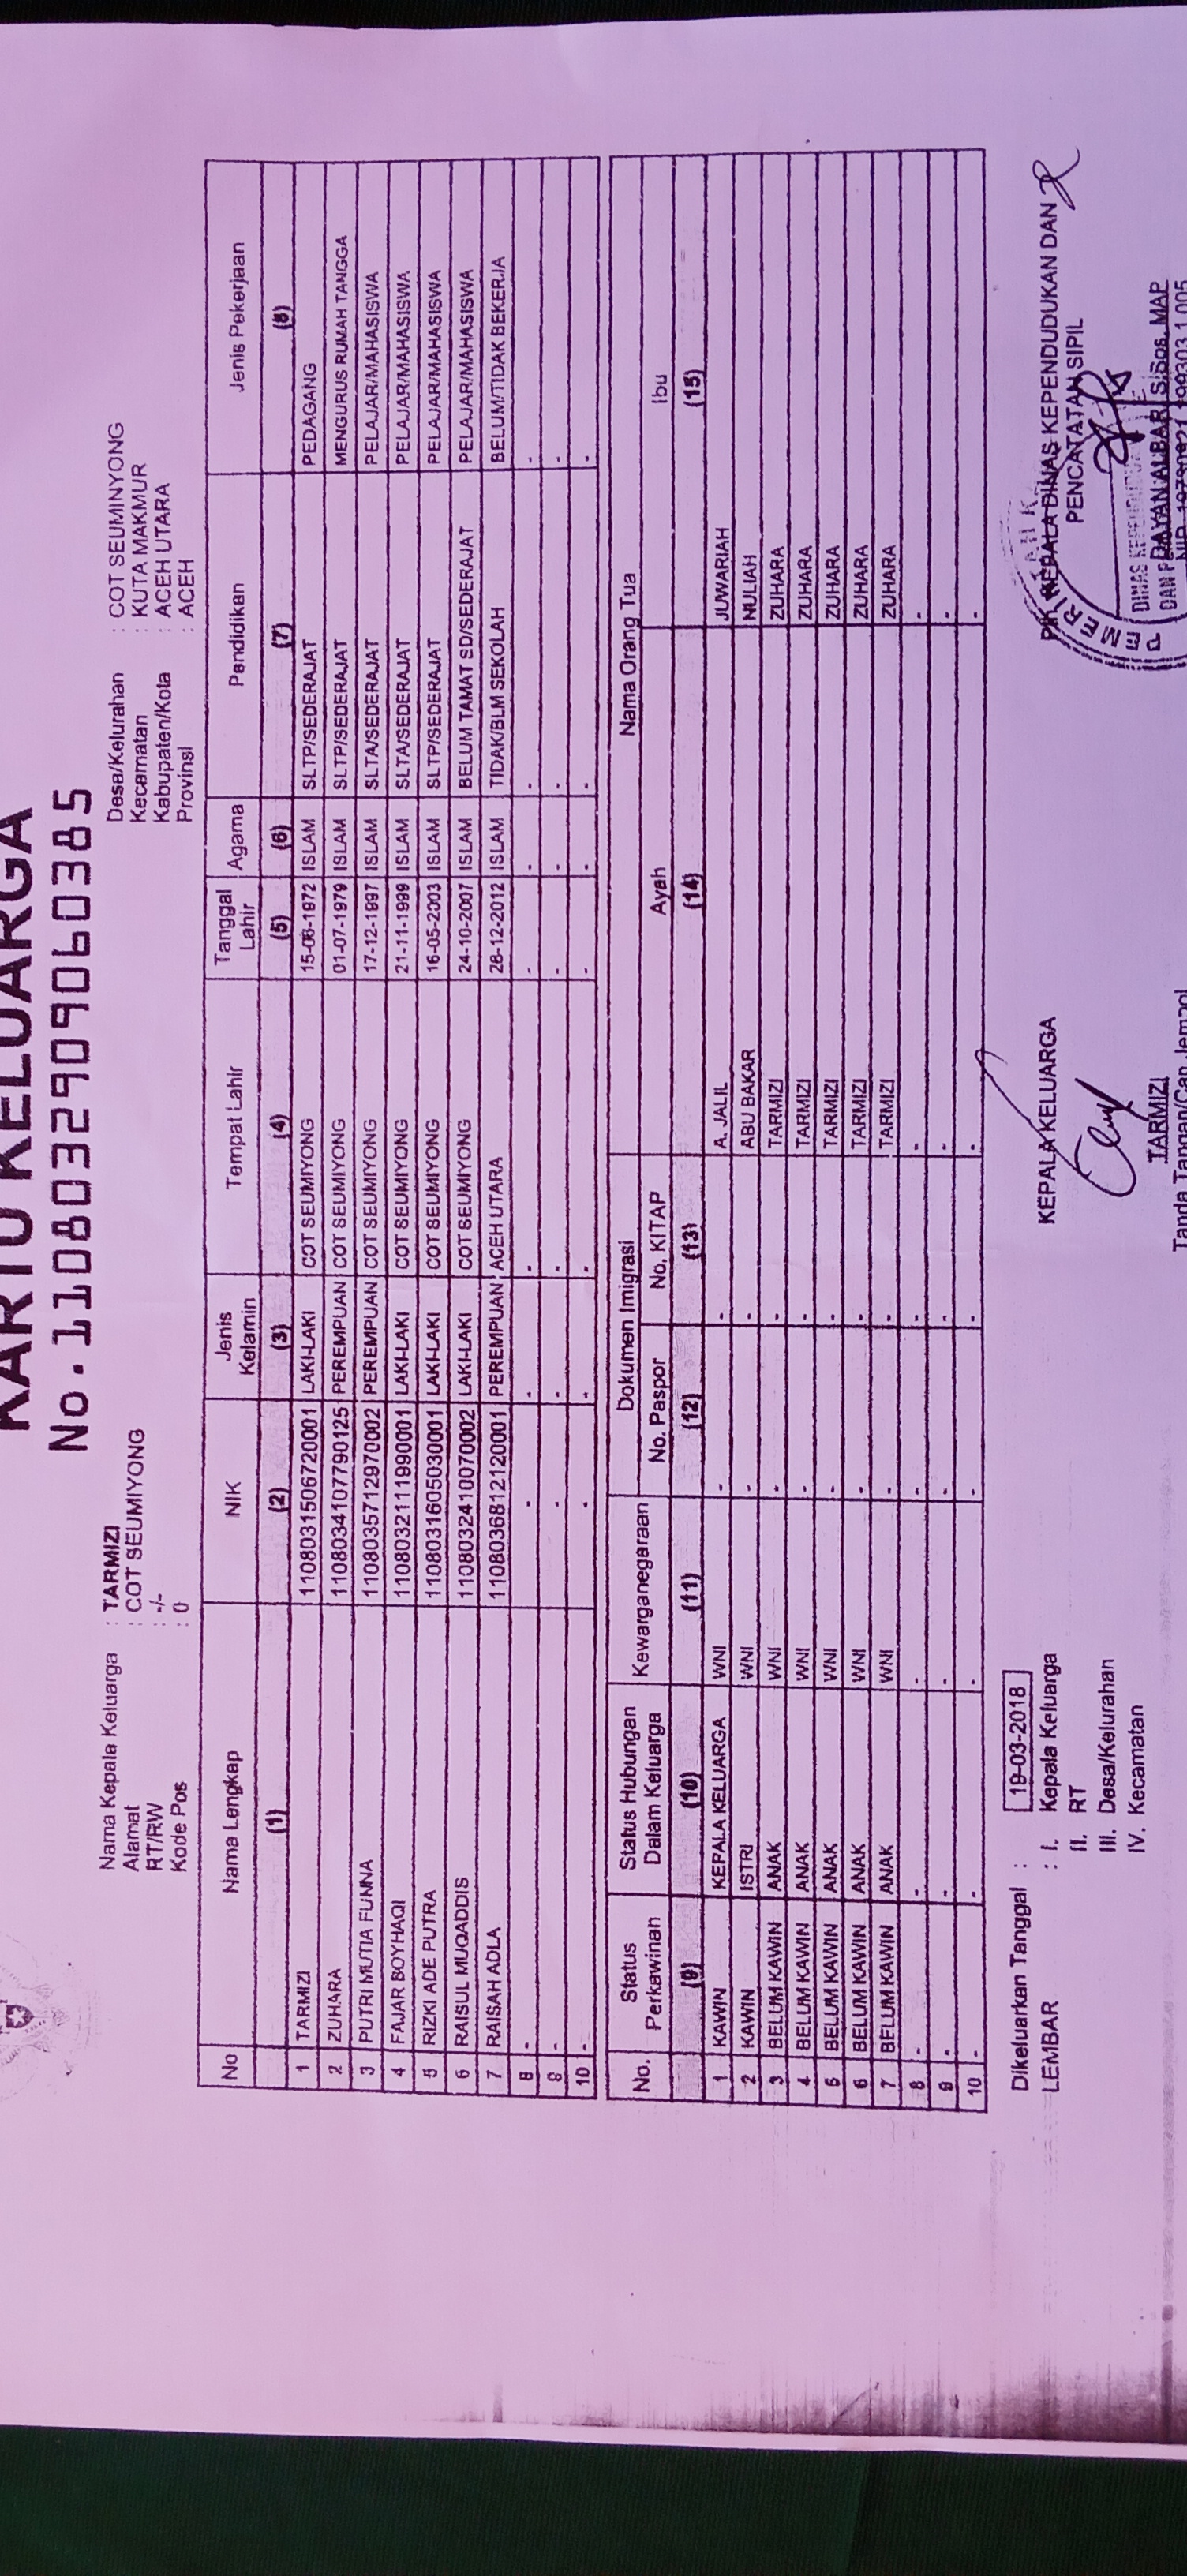 KARTU KELUARGA
No.1108032909060385
Nama Kepala Keluarga : TARMIZI
Alamat : COT SEUMIYONG
RT/RW : -/-
Kode Pos : 0
Desa/Kelurahan : COT SEUMINYONG
Kecamatan : KUTA MAKMUR
Kabupaten/Kota : ACEH UTARA
Provinsi : ACEH
No Nama Lengkap NIK Jenis Kelamin Tempat Lahir Tanggal Lahir Agama Pendidikan Jenis Pekerjaan
(1) (2) (3) (4) (5) (6) (7) (8)
1 TARMIZI 1108031506720001 LAKI-LAKI COT SEUMIYONG 15-06-1972 ISLAM SLTP/SEDERAJAT PEDAGANG
2 ZUHARA 1108034107790125 PEREMPUAN COT SEUMIYONG 01-07-1979 ISLAM SLTP/SEDERAJAT MENGURUS RUMAH TANGGA
3 PUTRI MUTIA FUNNA 1108035712970002 PEREMPUAN COT SEUMIYONG 17-12-1997 ISLAM SLTA/SEDERAJAT PELAJAR/MAHASISWA
4 FAJAR BOYHAQI 1108032111990001 LAKI-LAKI COT SEUMIYONG 21-11-1999 ISLAM SLTA/SEDERAJAT PELAJAR/MAHASISWA
5 RIZKI ADE PUTRA 1108031605030001 LAKI-LAKI COT SEUMIYONG 16-05-2003 ISLAM SLTP/SEDERAJAT PELAJAR/MAHASISWA
6 RAISUL MUQADDIS 1108032410070002 LAKI-LAKI COT SEUMIYONG 24-10-2007 ISLAM BELUM TAMAT SD/SEDERAJAT PELAJAR/MAHASISWA
7 RAISAH ADLA 1108036812120001 PEREMPUAN ACEH UTARA 28-12-2012 ISLAM TIDAK/BLM SEKOLAH BELUM/TIDAK BEKERJA
8 - - - - - - - -
9 - - - - - - - -
10 - - - - - - - -
No. Status Perkawinan Status Hubungan Dalam Keluarga Kewarganegaraan Dokumen Imigrasi Nama Orang Tua
No. Paspor No. KITAP Ayah Ibu
(9) (10) (11) (12) (13) (14) (15)
1 KAWIN KEPALA KELUARGA WNI - - A. JALIL JUWARIAH
2 KAWIN ISTRI WNI - - ABU BAKAR NULIAH
3 BELUM KAWIN ANAK WNI - - TARMIZI ZUHARA
4 BELUM KAWIN ANAK WNI - - TARMIZI ZUHARA
5 BELUM KAWIN ANAK WNI - - TARMIZI ZUHARA
6 BELUM KAWIN ANAK WNI - - TARMIZI ZUHARA
7 BELUM KAWIN ANAK WNI - - TARMIZI ZUHARA
8 - - - - - - -
9 - - - - - - -
10 - - - - - - -
Dikeluarkan Tanggal : 19-03-2018
LEMBAR : I. Kepala Keluarga
II. RT
III. Desa/Kelurahan
IV. Kecamatan
KEPALA KELUARGA
TARMIZI
Tanda Tangan/Cap Jempol
KEPALA DINAS KEPENDUDUKAN DAN
PENCATATAN SIPIL
PEMERINTAH K
DINAS
DAN
DAYAN ALBAR, S.Sos, MAP
NIP.